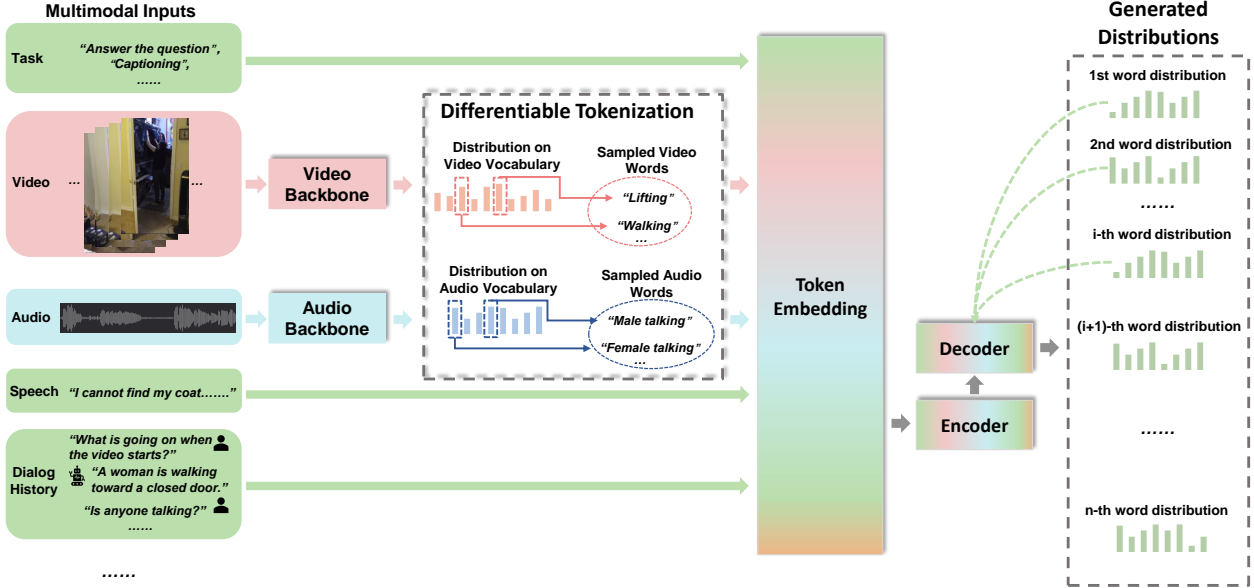 Multimodal Inputs
Task
“Answer the question”,
“Captioning”,
......
Video
...
...
Audio
Speech
“I cannot find my coat.......”
Dialog
History
“What is going on when
the video starts?”
“A woman is walking
toward a closed door.”
“Is anyone talking?”
......
......
Video
Backbone
Audio
Backbone
Differentiable Tokenization
Distribution on
Video Vocabulary
Sampled Video
Words
“Lifting”
“Walking”
...
Distribution on
Audio Vocabulary
Sampled Audio
Words
“Male talking”
“Female talking”
...
Token
Embedding
Decoder
Encoder
Generated
Distributions
1st word distribution
2nd word distribution
......
i-th word distribution
(i+1)-th word distribution
......
n-th word distribution